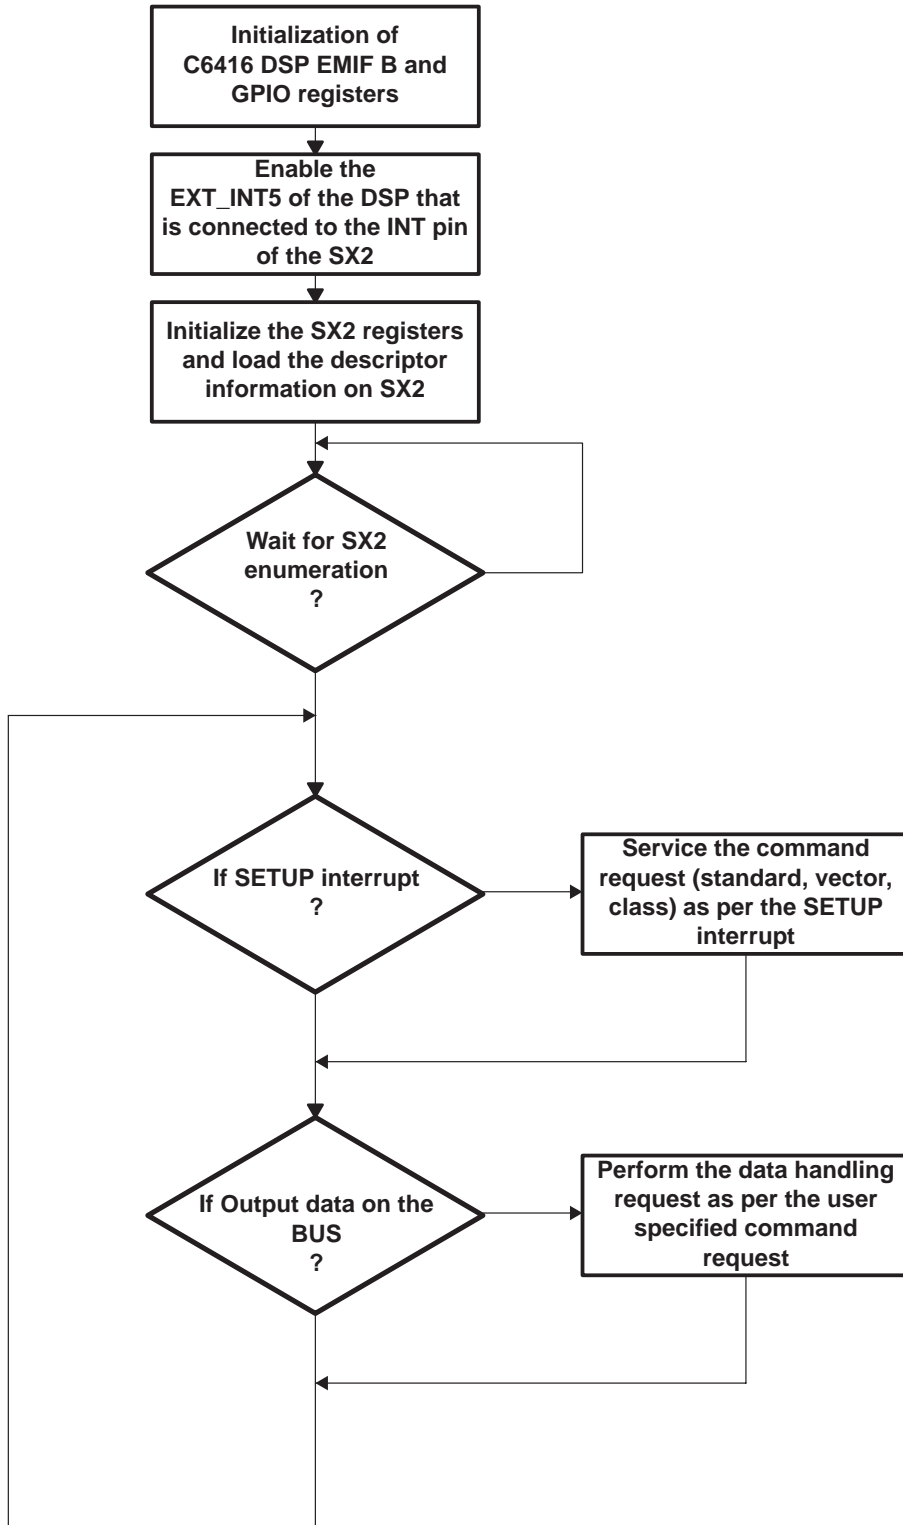 Initialization of
C6416 DSP EMIF B and
GPIO registers
Enable the
EXT_INT5 of the DSP that
is connected to the INT pin
of the SX2
Initialize the SX2 registers
and load the descriptor
information on SX2
Wait for SX2
enumeration
?
If SETUP interrupt
?
Service the command
request (standard, vector,
class) as per the SETUP
interrupt
If Output data on the
BUS
?
Perform the data handling
request as per the user
specified command
request